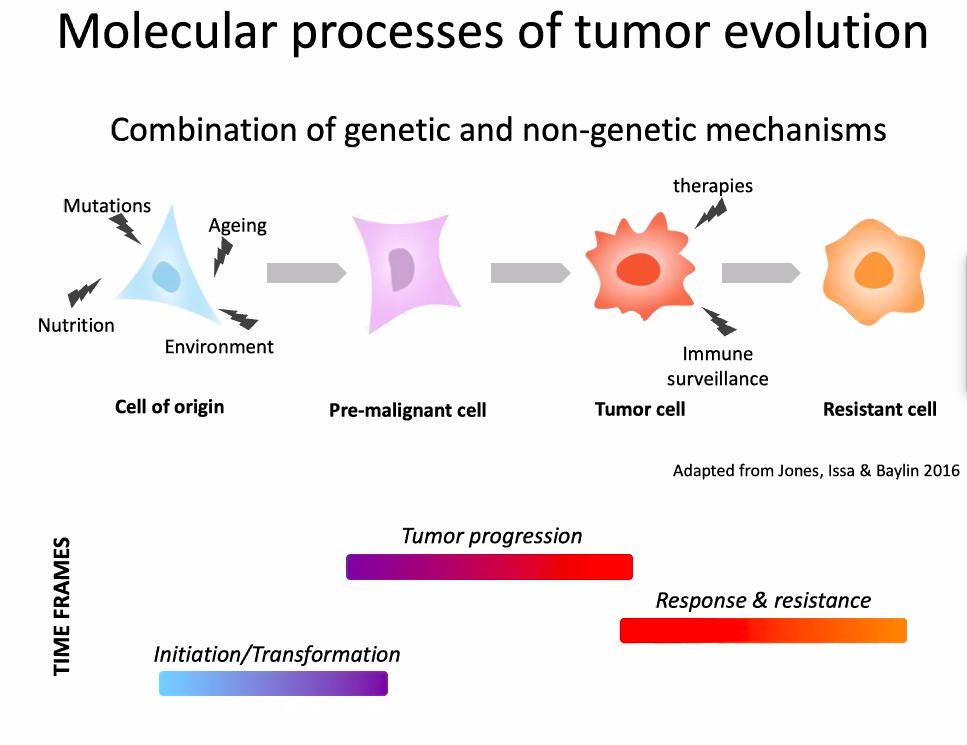 Molecular processes of tumor evolution
Combination of genetic and non-genetic mechanisms
Mutations
Ageing
Nutrition
Environment
therapies
Immune
surveillance
Cell of origin
Pre-malignant cell
Tumor cell
Resistant cell
Adapted from Jones, Issa & Baylin 2016
TIME FRAMES
Tumor progression
Response & resistance
Initiation/Transformation